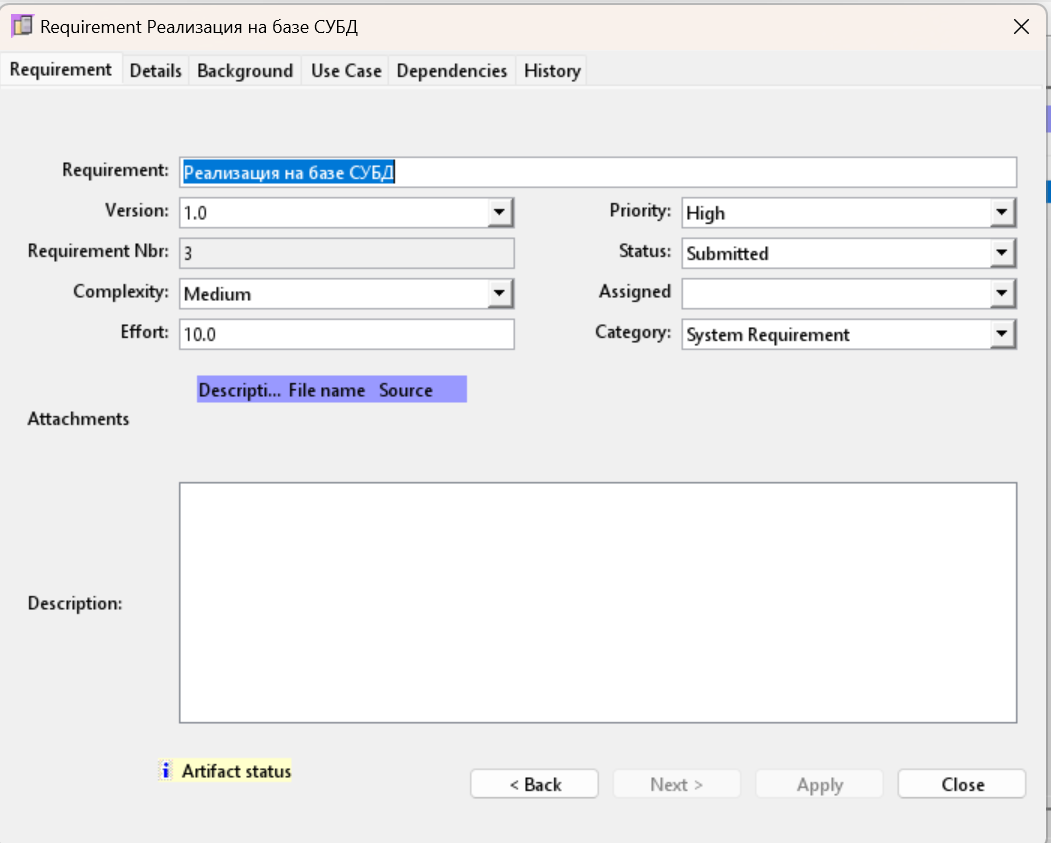 Requirement Реализация на базе СУБД
Requirement Details Background Use Case Dependencies History
Requirement: Реализация на базе СУБД
Version: 1.0 Priority: High
Requirement Nbr: 3 Status: Submitted
Complexity: Medium Assigned
Effort: 10.0 Category: System Requirement
Descripti... File name Source
Attachments
Description:
i Artifact status
< Back Next > Apply Close